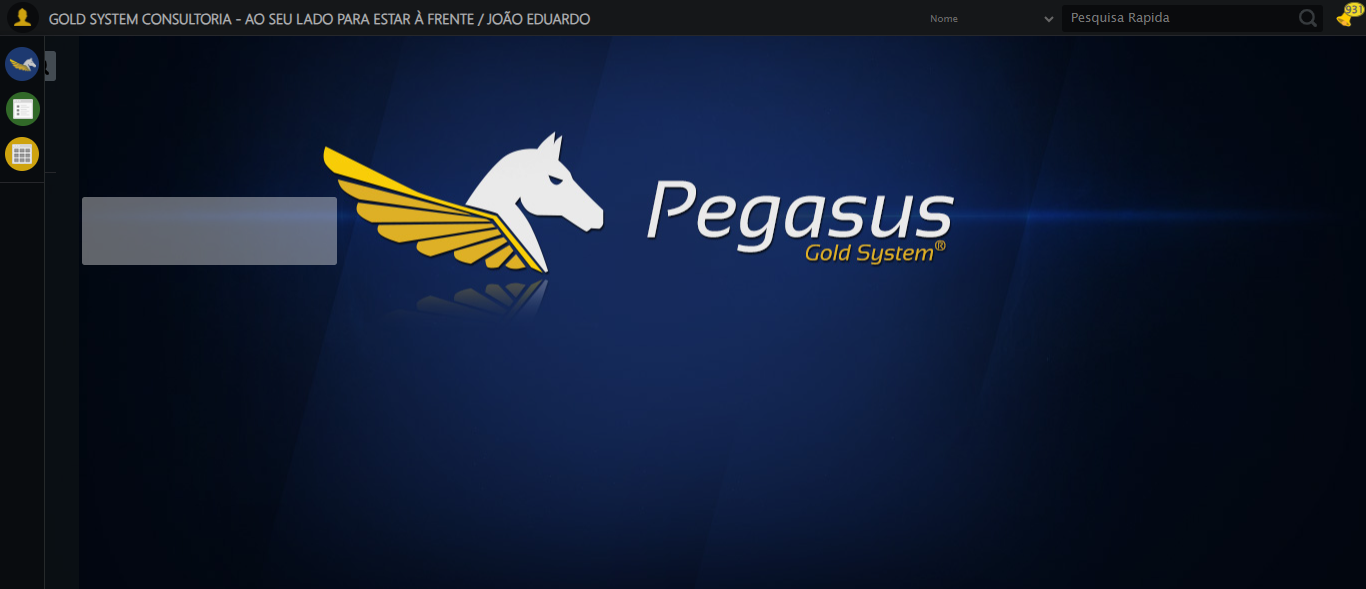 GOLD SYSTEM CONSULTORIA - AO SEU LADO PARA ESTAR À FRENTE / JOÃO EDUARDO
Nome
Pesquisa Rapida
931
Pegasus
Gold System®